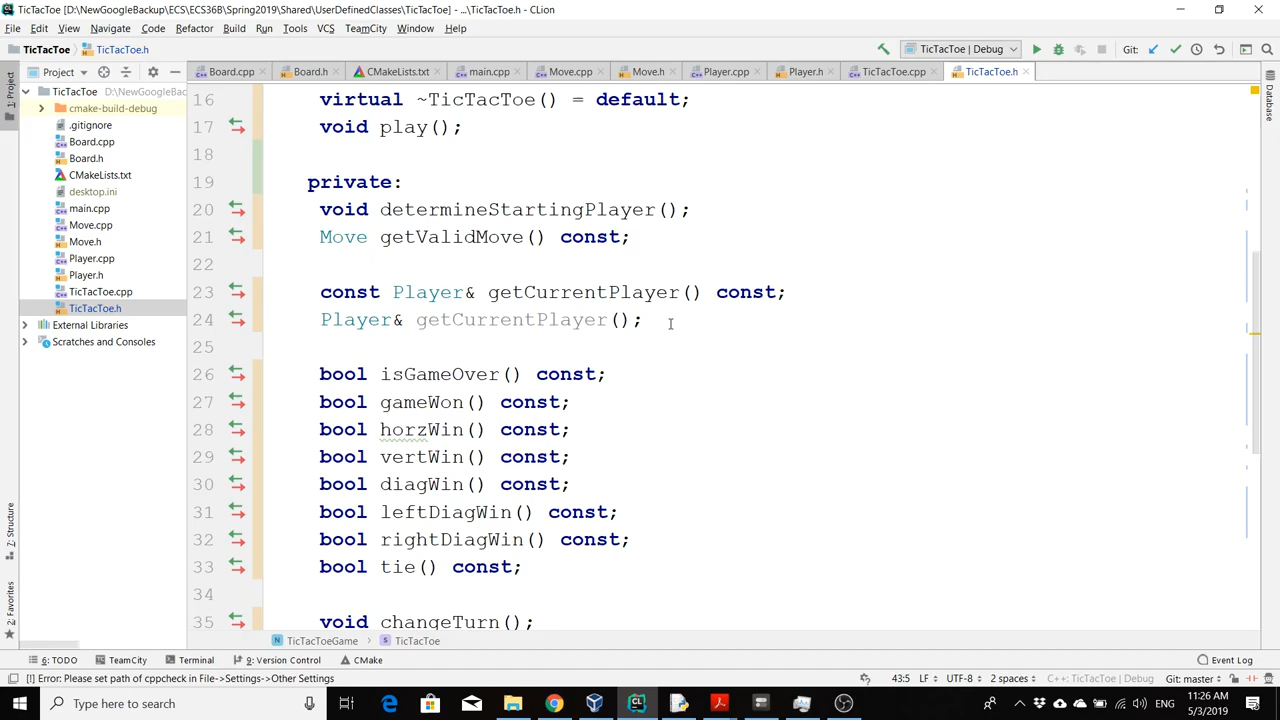 TicTacToe [D:\NewGoogleBackup\ECS\ECS36B\Spring2019\Shared\UserDefinedClasses\TicTacToe] - ...\TicTacToe.h - CLion
File Edit View Navigate Code Refactor Build Run Tools VCS TeamCity Window Help
TicTacToe TicTacToe.h TicTacToe | Debug Git:
Project Board.cpp Board.h CMakeLists.txt main.cpp Move.cpp Move.h Player.cpp Player.h TicTacToe.cpp TicTacToe.h
1: Project
7: Structure
2: Favorites
Database
TicTacToe D:\NewGoogleBac
cmake-build-debug
.gitignore
Board.cpp
Board.h
CMakeLists.txt
desktop.ini
main.cpp
Move.cpp
Move.h
Player.cpp
Player.h
TicTacToe.cpp
TicTacToe.h
External Libraries
Scratches and Consoles
16 virtual ~TicTacToe() = default;
17 void play();
18
19 private:
20 void determineStartingPlayer();
21 Move getValidMove() const;
22
23 const Player& getCurrentPlayer() const;
24 Player& getCurrentPlayer();
25
26 bool isGameOver() const;
27 bool gameWon() const;
28 bool horzWin() const;
29 bool vertWin() const;
30 bool diagWin() const;
31 bool leftDiagWin() const;
32 bool rightDiagWin() const;
33 bool tie() const;
34
35 void changeTurn();
TicTacToeGame TicTacToe
6: TODO TeamCity Terminal 9: Version Control CMake Event Log
[!] Error: Please set path of cppcheck in File->Settings->Other Settings 43:5 LF UTF-8 2 spaces C++: TicTacToe | Debug Git: master
Type here to search ENG 11:26 AM
5/3/2019